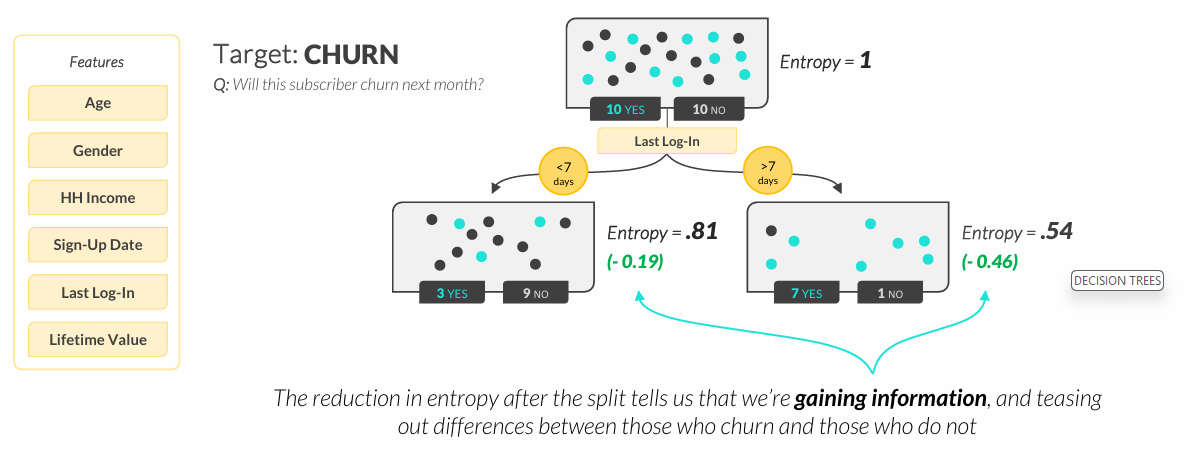 Features
Age
Gender
HH Income
Sign-Up Date
Last Log-In
Lifetime Value
Target: CHURN
Q: Will this subscriber churn next month?
Entropy = 1
10 YES
10 NO
Last Log-In
<7
days
>7
days
Entropy = .81
(- 0.19)
3 YES
9 NO
Entropy = .54
(- 0.46)
7 YES
1 NO
DECISION TREES
The reduction in entropy after the split tells us that we're gaining information, and teasing
out differences between those who churn and those who do not